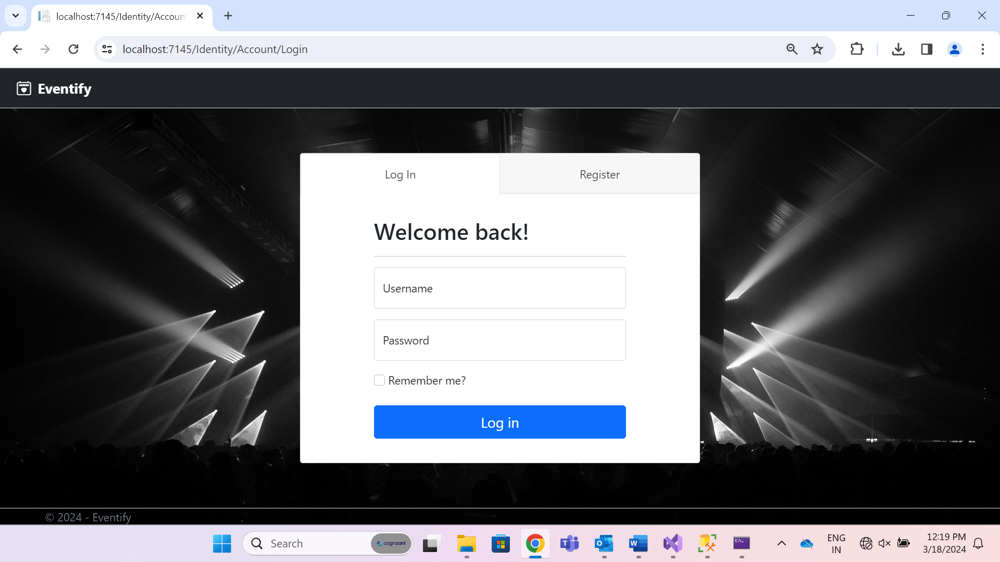 localhost:7145/Identity/Accoun
localhost:7145/Identity/Account/Login
Eventify
Log In
Register
Welcome back!
Username
Password
Remember me?
Log in
© 2024 - Eventify
Search
cognizant
ENG
IN
12:19 PM
3/18/2024